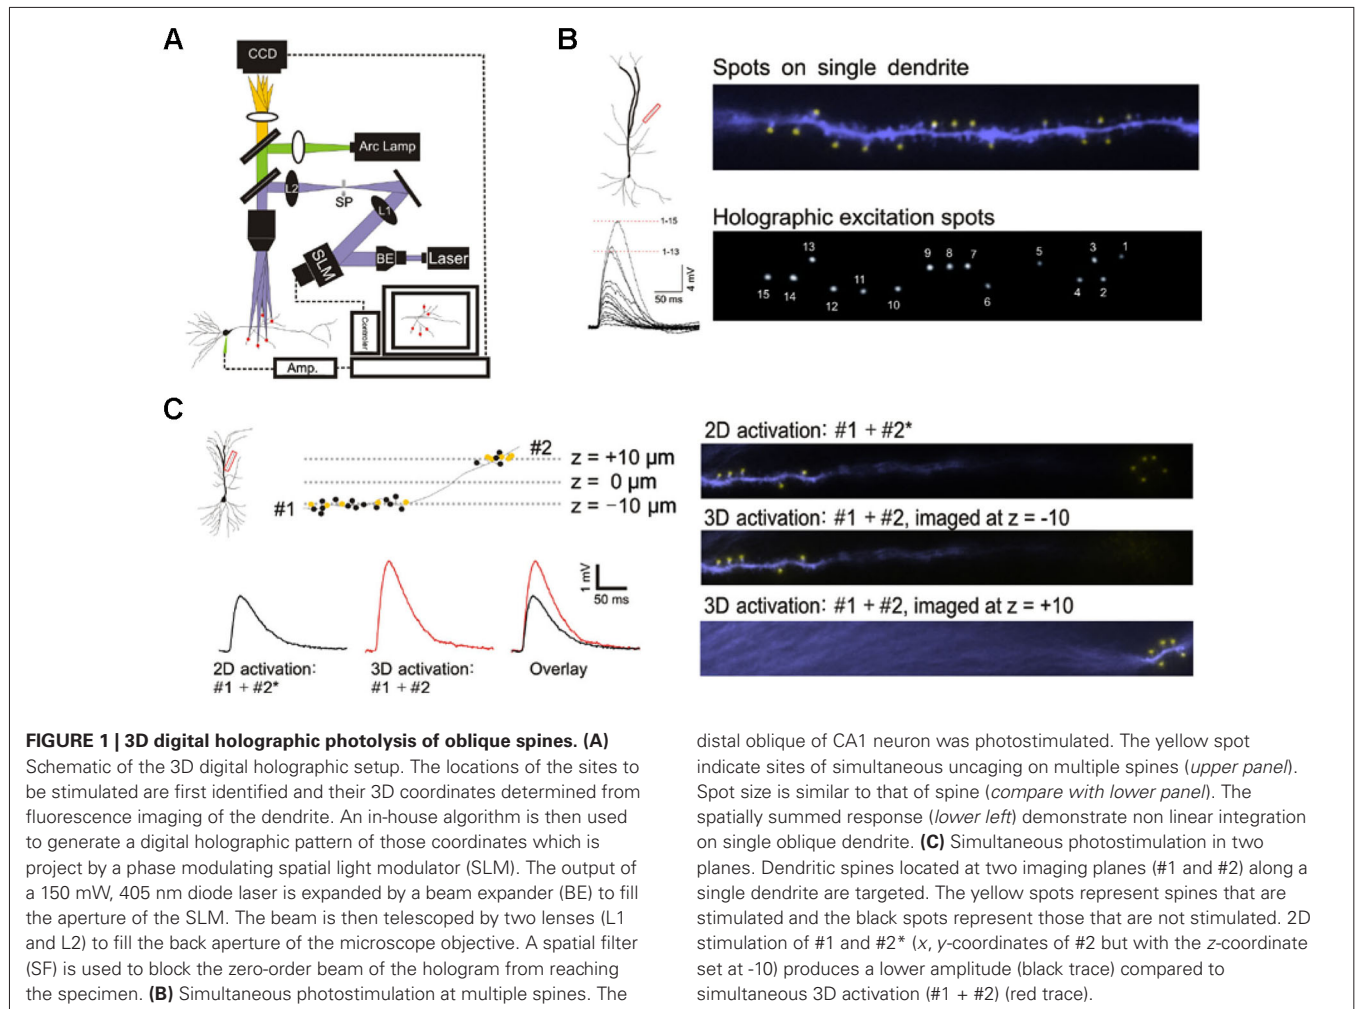 A
CCD
Arc Lamp
L2
SP
L1
SLM
BE
Laser
Controler
Amp.
B
Spots on single dendrite
1-15
1-13
4 mV
50 ms
Holographic excitation spots
13
9
8
7
5
3
1
15
14
12
11
10
6
4
2
C
#2
z = +10 µm
z = 0 µm
#1
z = −10 µm
1 mV
50 ms
2D activation:
#1 + #2*
3D activation:
#1 + #2
Overlay
2D activation: #1 + #2*
3D activation: #1 + #2, imaged at z = -10
3D activation: #1 + #2, imaged at z = +10
FIGURE 1 | 3D digital holographic photolysis of oblique spines. (A)
Schematic of the 3D digital holographic setup. The locations of the sites to
be stimulated are first identified and their 3D coordinates determined from
fluorescence imaging of the dendrite. An in-house algorithm is then used
to generate a digital holographic pattern of those coordinates which is
project by a phase modulating spatial light modulator (SLM). The output of
a 150 mW, 405 nm diode laser is expanded by a beam expander (BE) to fill
the aperture of the SLM. The beam is then telescoped by two lenses (L1
and L2) to fill the back aperture of the microscope objective. A spatial filter
(SF) is used to block the zero-order beam of the hologram from reaching
the specimen. (B) Simultaneous photostimulation at multiple spines. The
distal oblique of CA1 neuron was photostimulated. The yellow spot
indicate sites of simultaneous uncaging on multiple spines (upper panel).
Spot size is similar to that of spine (compare with lower panel). The
spatially summed response (lower left) demonstrate non linear integration
on single oblique dendrite. (C) Simultaneous photostimulation in two
planes. Dendritic spines located at two imaging planes (#1 and #2) along a
single dendrite are targeted. The yellow spots represent spines that are
stimulated and the black spots represent those that are not stimulated. 2D
stimulation of #1 and #2* (x, y-coordinates of #2 but with the z-coordinate
set at -10) produces a lower amplitude (black trace) compared to
simultaneous 3D activation (#1 + #2) (red trace).